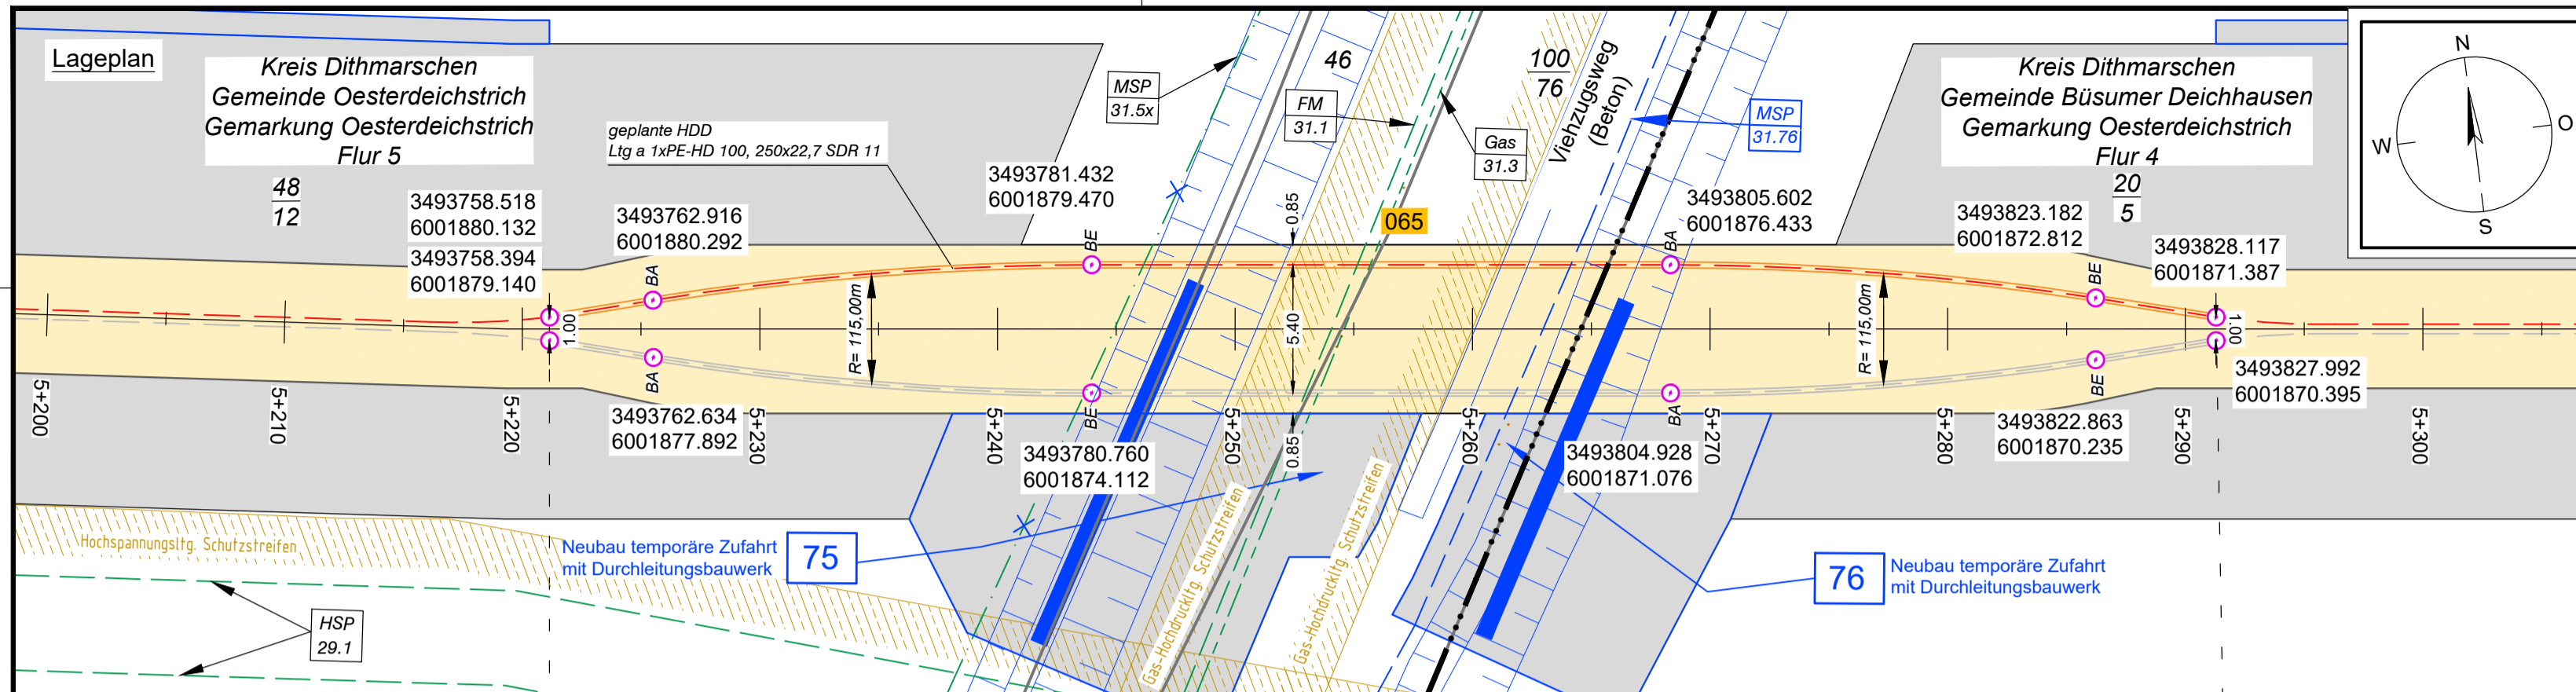 Lageplan
Kreis Dithmarschen
Gemeinde Oesterdeichstrich
Gemarkung Oesterdeichstrich
Flur 5
48
12
geplante HDD
Ltg a 1xPE-HD 100, 250x22,7 SDR 11
MSP
31.5x
46
FM
31.1
Gas
31.3
100
76
Viehzugsweg
(Beton)
MSP
31.76
Kreis Dithmarschen
Gemeinde Büsumer Deichhausen
Gemarkung Oesterdeichstrich
Flur 4
20
5
N
O
S
W
3493758.518
6001880.132
3493758.394
6001879.140
3493762.916
6001880.292
3493781.432
6001879.470
065
3493805.602
6001876.433
3493823.182
6001872.812
3493828.117
6001871.387
BA
BE
BA
BE
0.85
1.00
R= 115,00m
5.40
R= 115,00m
1.00
BA
BE
BA
BE
0.85
3493762.634
6001877.892
3493780.760
6001874.112
3493804.928
6001871.076
3493822.863
6001870.235
3493827.992
6001870.395
5+200
5+210
5+220
5+230
5+240
5+250
5+260
5+270
5+280
5+290
5+300
Hochspannungsltg. Schutzstreifen
Gas-Hochdruckltg. Schutzstreifen
Gas-Hochdruckltg. Schutzstreifen
Neubau temporäre Zufahrt
mit Durchleitungsbauwerk
75
76
Neubau temporäre Zufahrt
mit Durchleitungsbauwerk
HSP
29.1